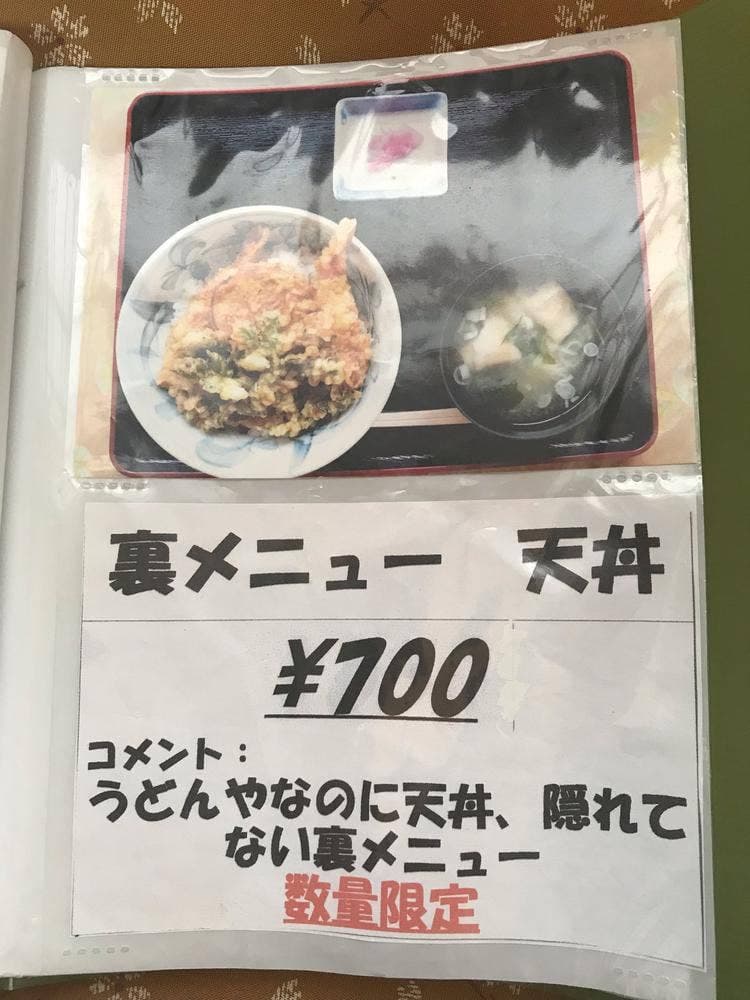 裏メニュー　天丼
¥700
コメント：
うどんやなのに天丼、隠れて
ない裏メニュー
数量限定